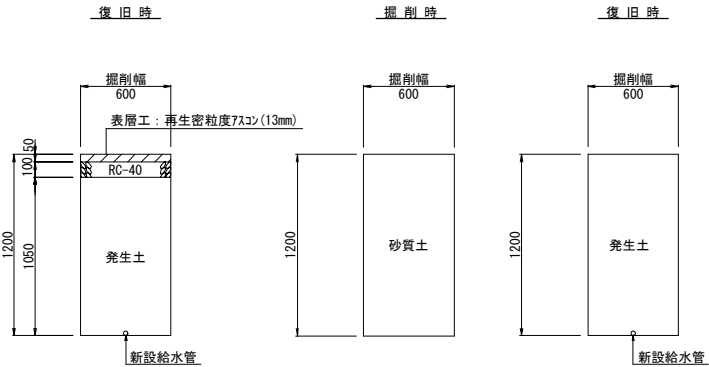 復旧時
掘削時
復旧時
掘削幅
600
掘削幅
600
掘削幅
600
表層工：再生密粒度アスコン(13mm)
50
100
RC-40
1200
1050
発生土
1200
砂質土
1200
発生土
新設給水管
新設給水管